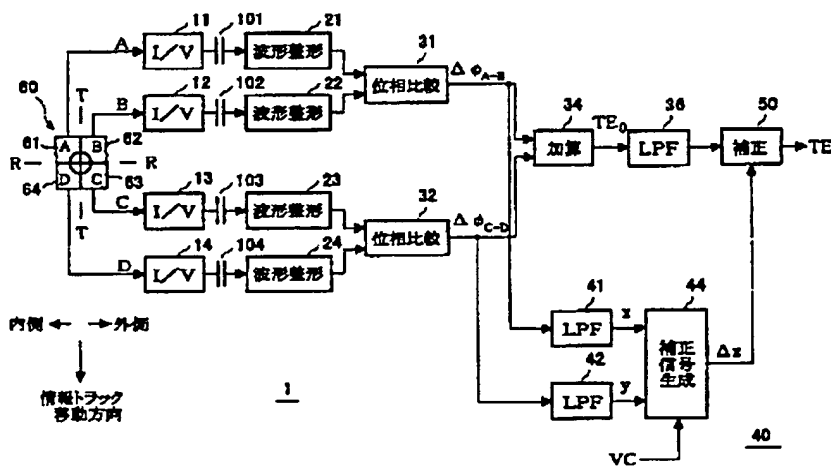 11 101 21
A I/V 波形整形
31
12 102 22
B I/V 波形整形
位相比較 Δφ_A-B
60
T
61 A B 62
R R
64 D C 63
T
34 TE₀ 36 50
加算 LPF 補正 TE
13 103 23
C I/V 波形整形
32
位相比較 Δφ_C-D
14 104 24
D I/V 波形整形
41
LPF x
44
補正信号生成 Δz
42
LPF y
内側 外側
情報トラック
移動方向
1
VC
40